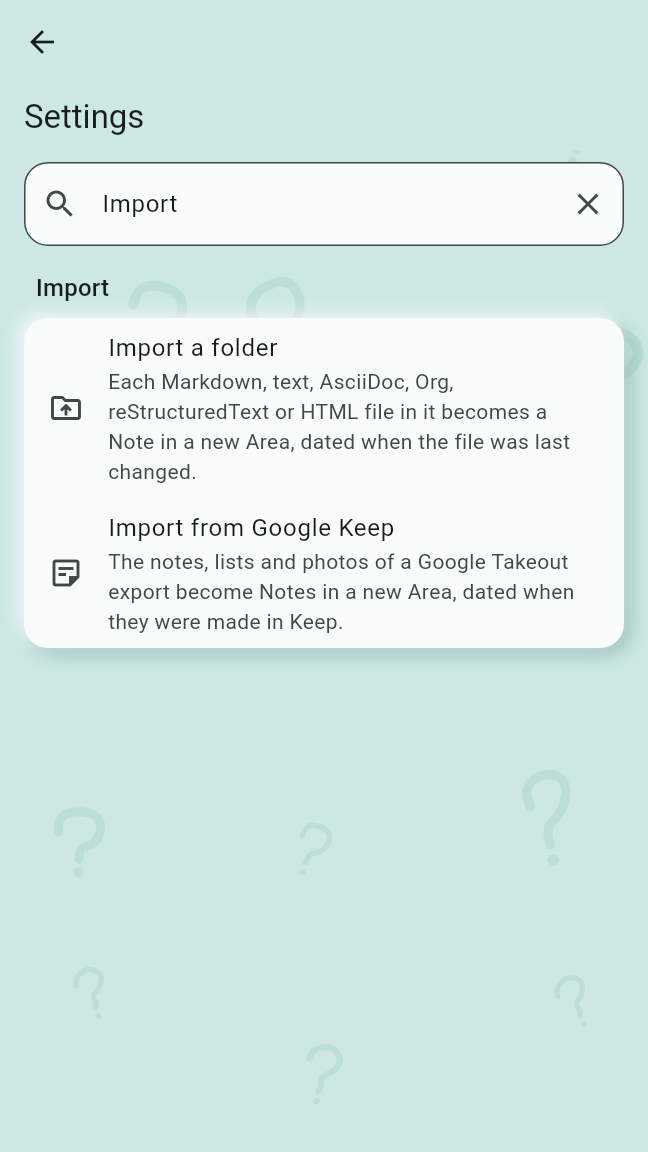 Settings
Import
Import
Import a folder
Each Markdown, text, AsciiDoc, Org,
reStructuredText or HTML file in it becomes a
Note in a new Area, dated when the file was last
changed.
Import from Google Keep
The notes, lists and photos of a Google Takeout
export become Notes in a new Area, dated when
they were made in Keep.